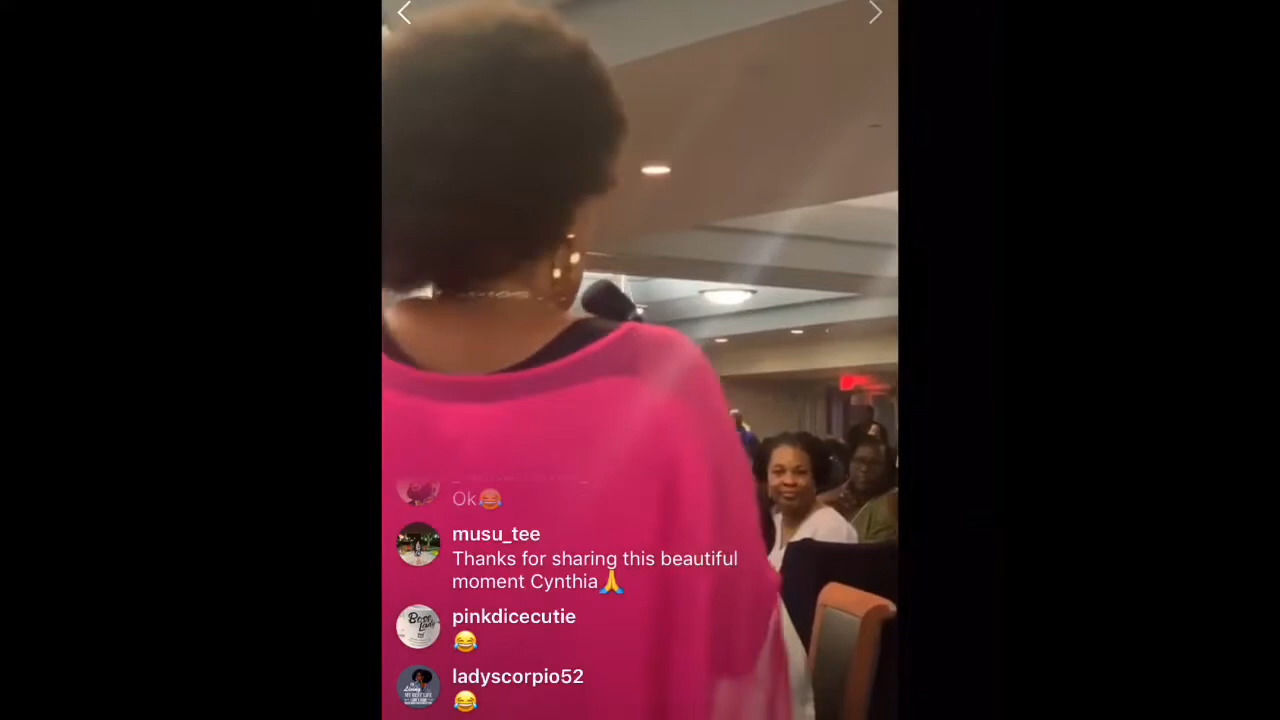 Ok😂
musu_tee
Thanks for sharing this beautiful
moment Cynthia🙏
pinkdicecutie
😂
ladyscorpio52
😂